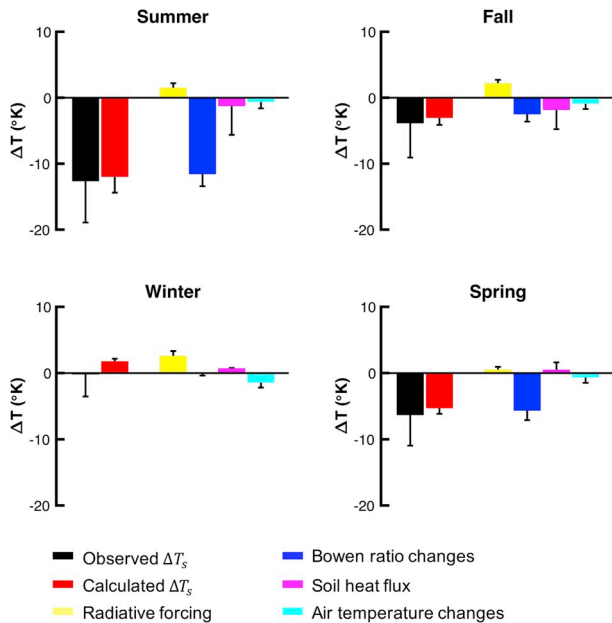 Summer
Fall
10
0
-10
-20
ΔT (°K)
10
0
-10
-20
ΔT (°K)
Winter
Spring
10
0
-10
-20
ΔT (°K)
10
0
-10
-20
ΔT (°K)
Observed ΔTₛ
Calculated ΔTₛ
Radiative forcing
Bowen ratio changes
Soil heat flux
Air temperature changes